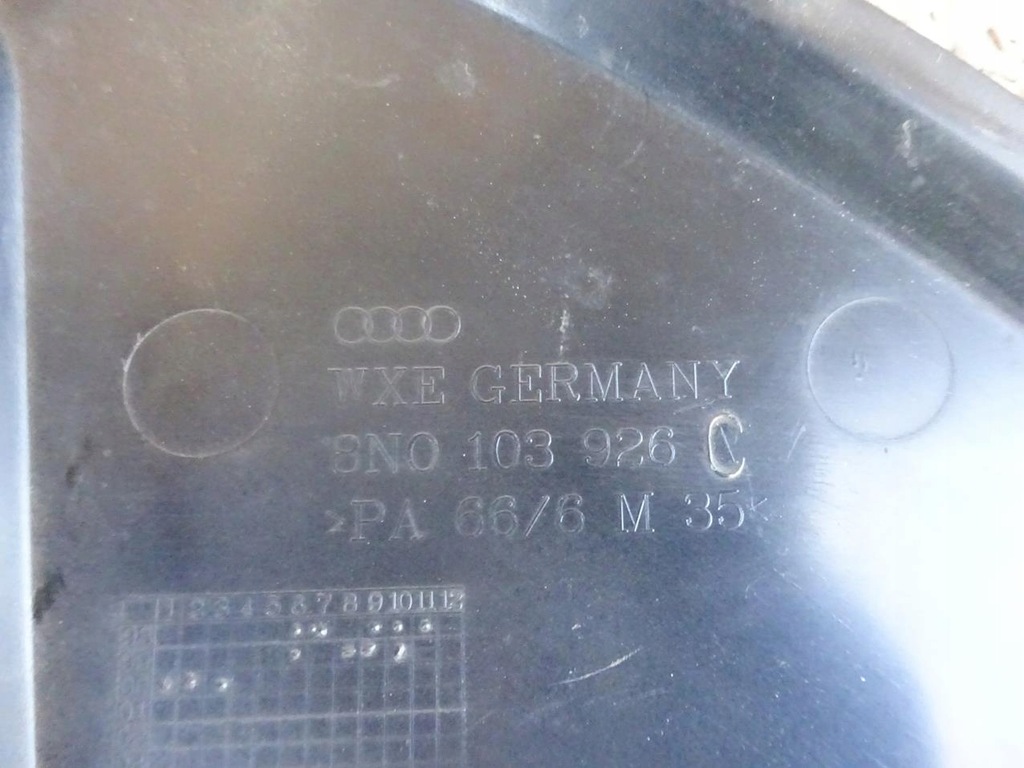 WXE GERMANY
8N0 103 926 C
>PA 66/6 M 35<
1 2 3 4 5 6 7 8 9 10 11 12